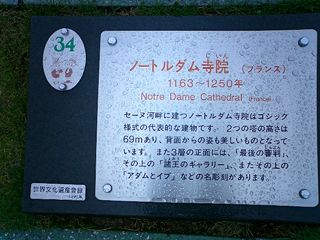 34
ノートルダム寺院 (フランス)
じいん
1163〜1250年
Notre Dame Cathedral (France)
セーヌ河畔に建つノートルダム寺院はゴシック
様式の代表的な建物です。 2つの塔の高さは
69mあり、背面からの姿も美しいものとなって
います。また3層の正面には、「最後の審判」、
その上の「諸王のギャラリー」、またその上の
「アダムとイブ」などの名彫刻があります。
世界文化遺産登録